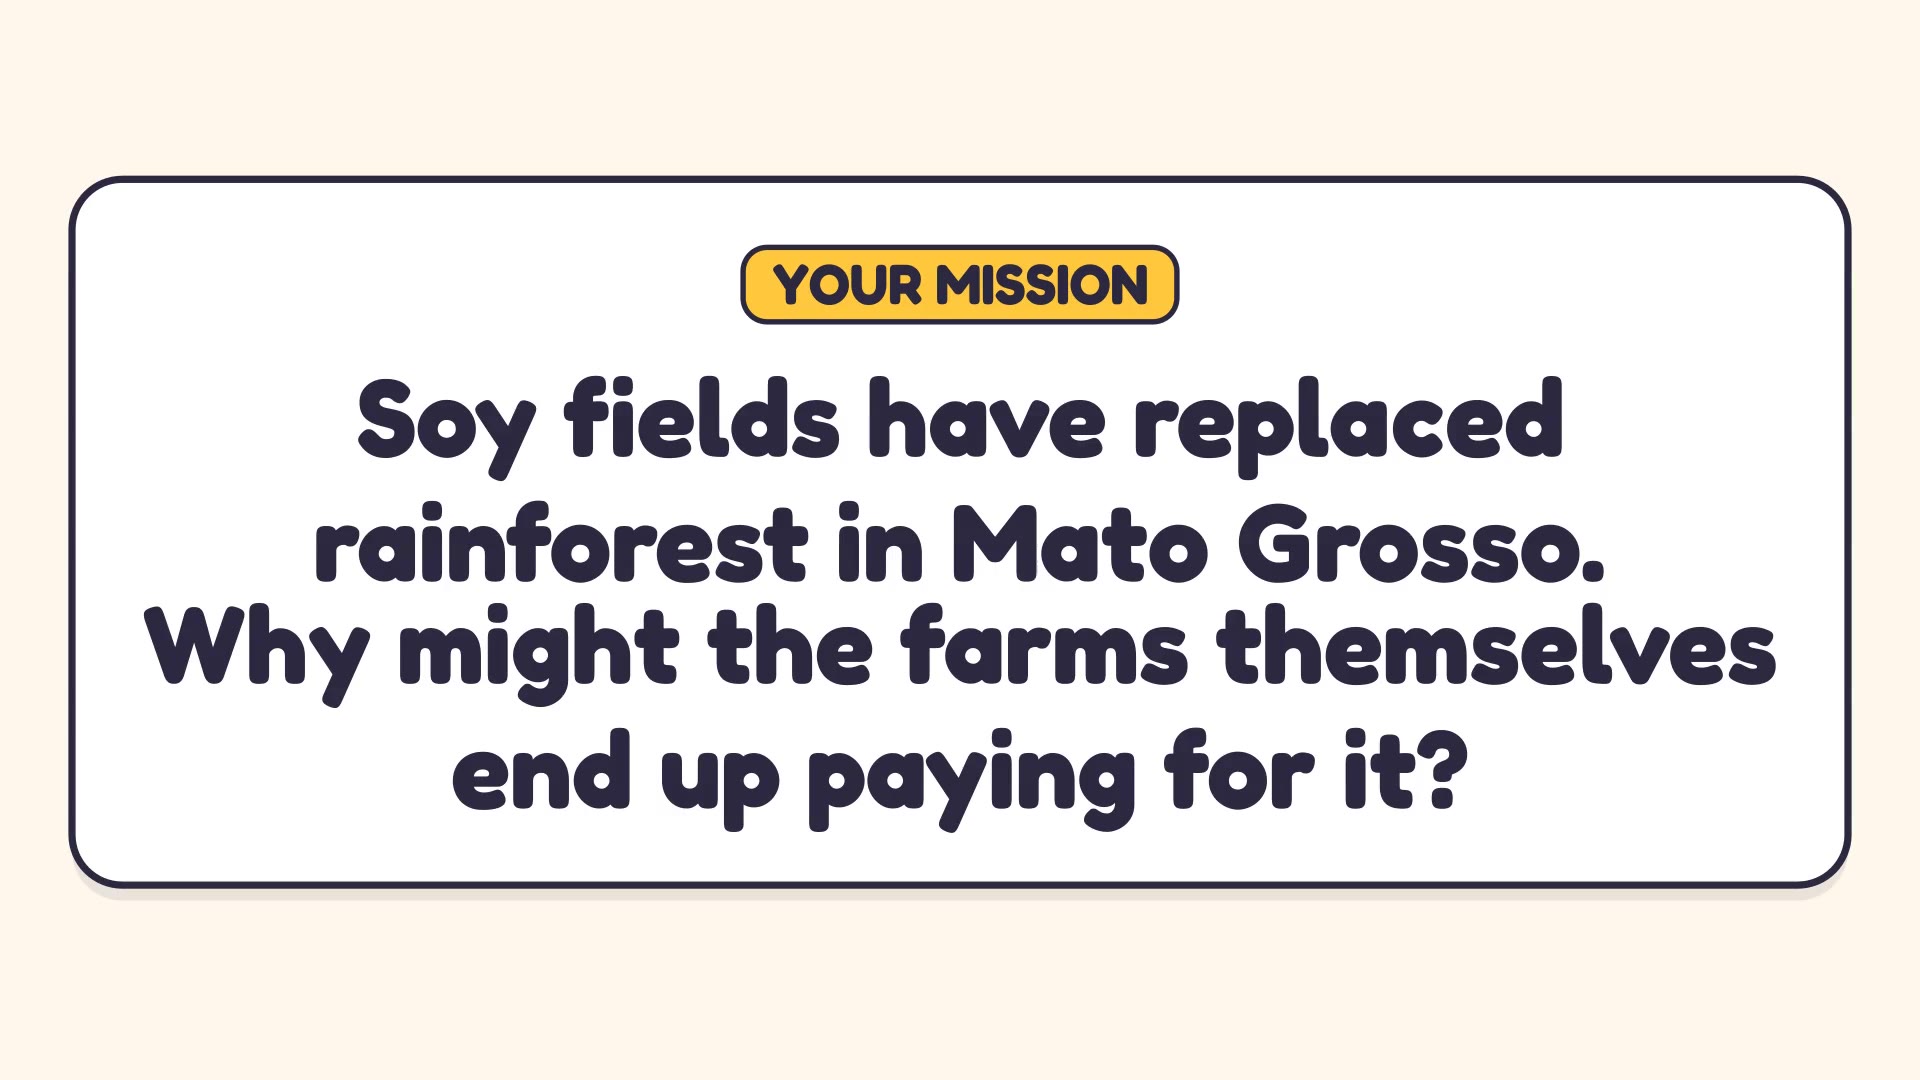 YOUR MISSION
Soy fields have replaced
rainforest in Mato Grosso.
Why might the farms themselves
end up paying for it?